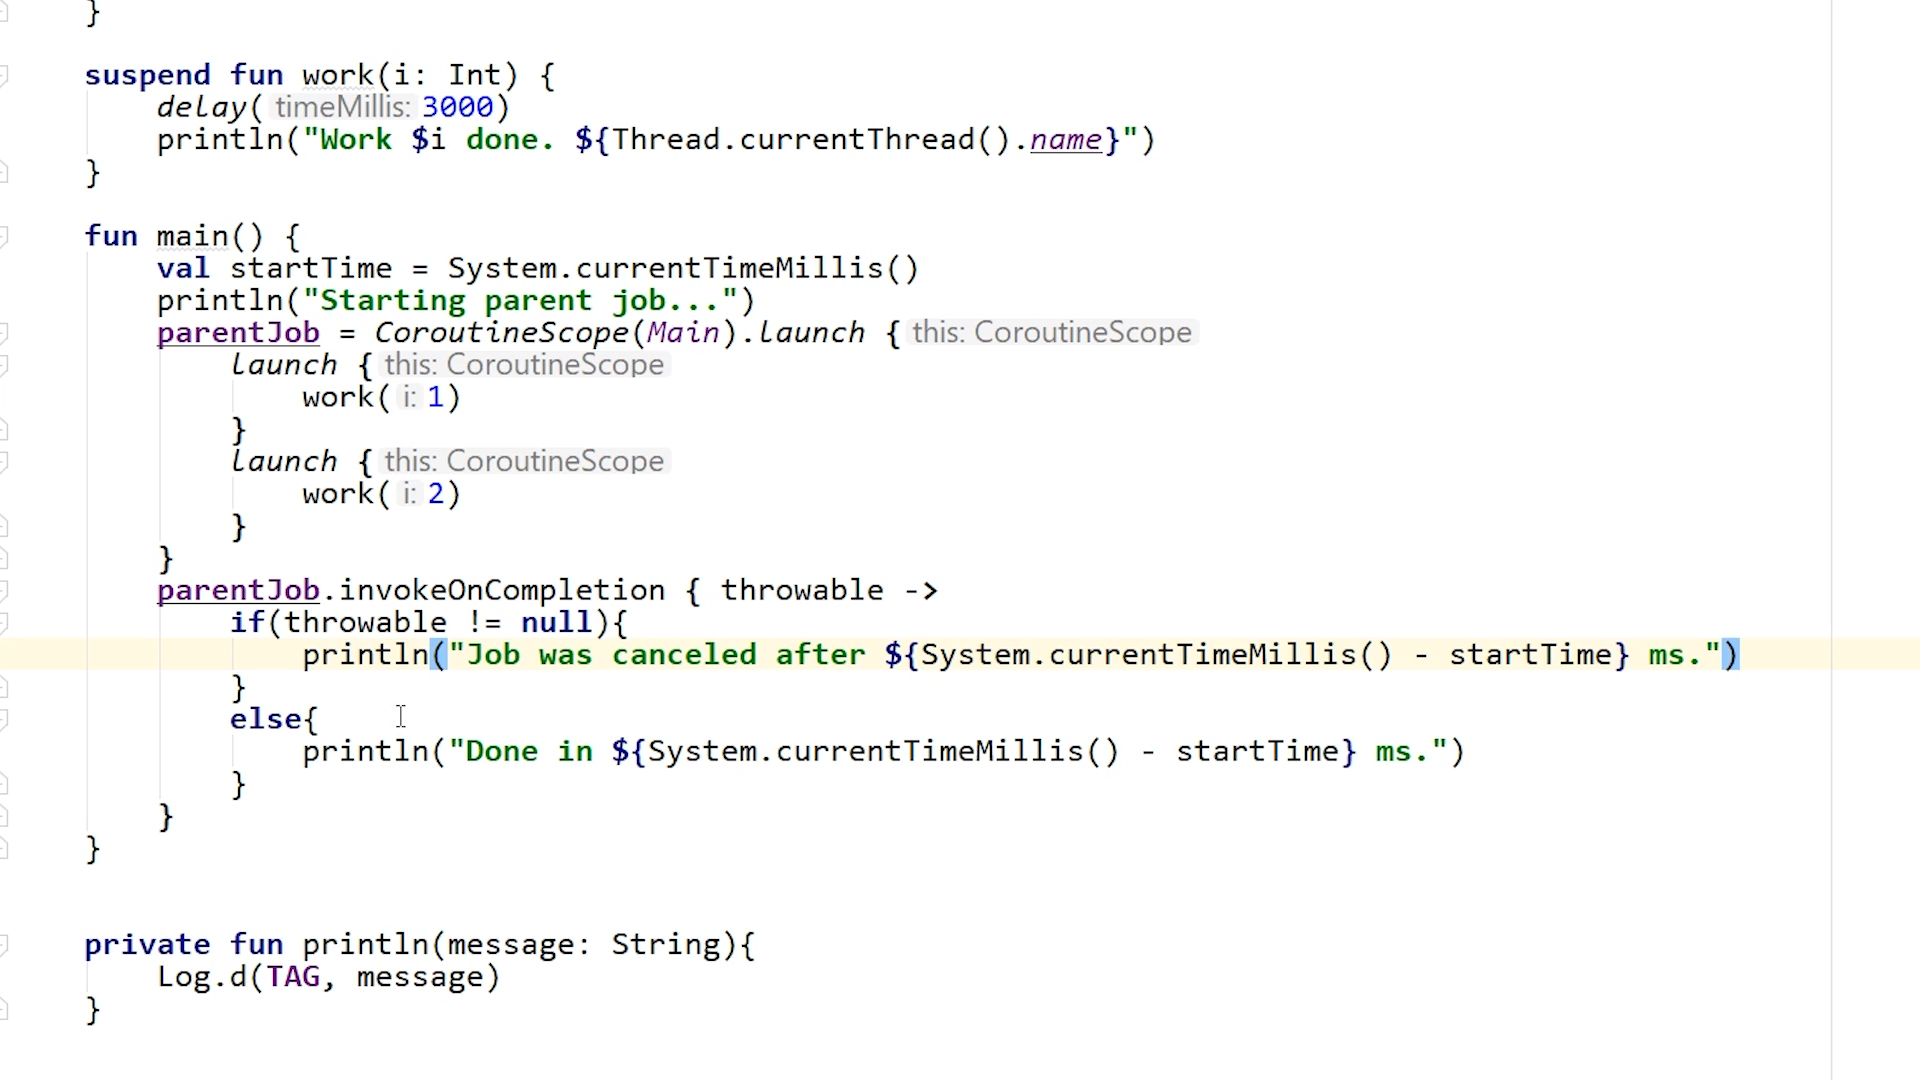 }
suspend fun work(i: Int) {
delay( timeMillis: 3000)
println("Work $i done. ${Thread.currentThread().name}")
}
fun main() {
val startTime = System.currentTimeMillis()
println("Starting parent job...")
parentJob = CoroutineScope(Main).launch { this: CoroutineScope
launch { this: CoroutineScope
work( i: 1)
}
launch { this: CoroutineScope
work( i: 2)
}
}
parentJob.invokeOnCompletion { throwable ->
if(throwable != null){
println("Job was canceled after ${System.currentTimeMillis() - startTime} ms.")
}
else{
println("Done in ${System.currentTimeMillis() - startTime} ms.")
}
}
}
private fun println(message: String){
Log.d(TAG, message)
}